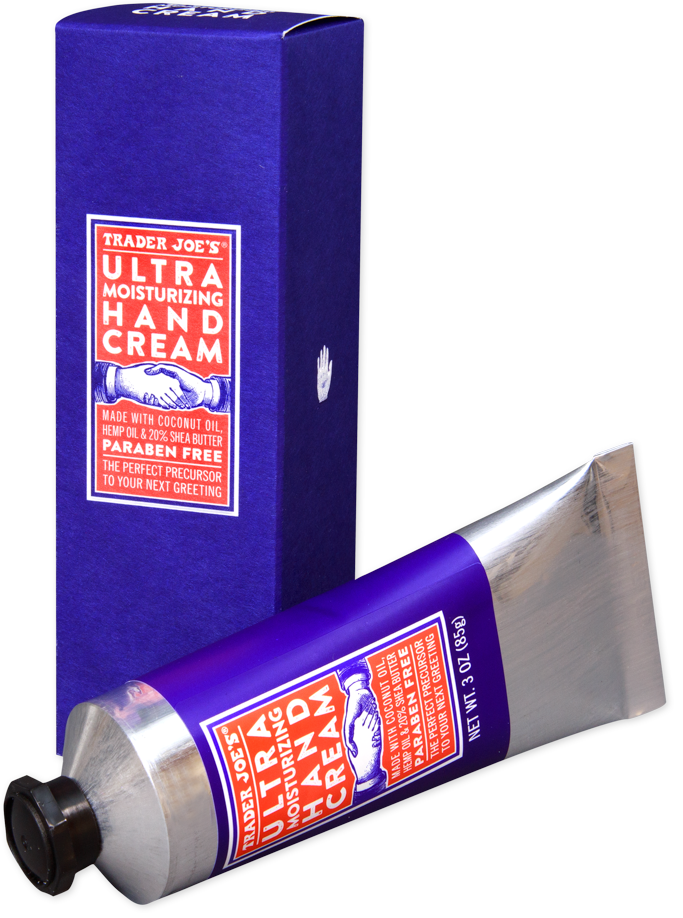 HAND
CREAM
TRADER JOE'S®
ULTRA
MOISTURIZING
HAND
CREAM
MADE WITH COCONUT OIL,
HEMP OIL & 20% SHEA BUTTER
PARABEN FREE
THE PERFECT PRECURSOR
TO YOUR NEXT GREETING
TRADER JOE'S®
ULTRA
MOISTURIZING
HAND
CREAM
MADE WITH COCONUT OIL,
HEMP OIL & 20% SHEA BUTTER
PARABEN FREE
THE PERFECT PRECURSOR
TO YOUR NEXT GREETING
NET WT. 3 OZ (85g)